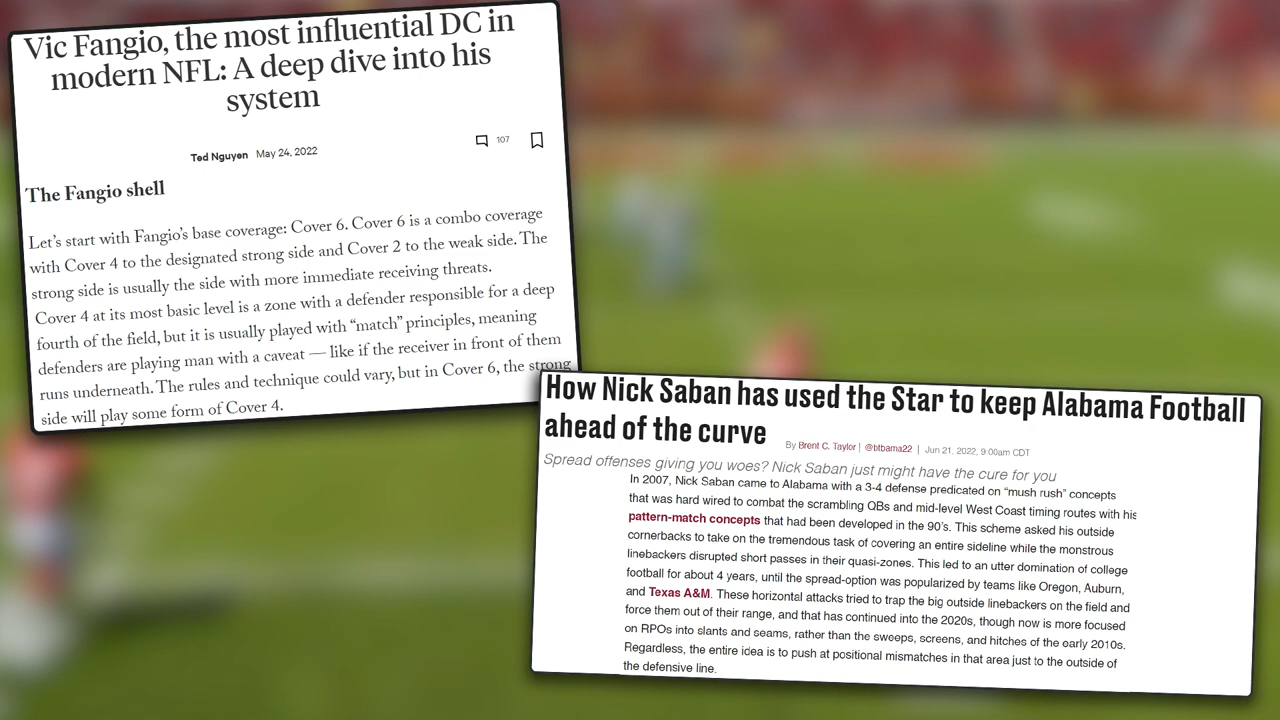 Vic Fangio, the most influential DC in
modern NFL: A deep dive into his
system
Ted Nguyen May 24, 2022
107
The Fangio shell
Let's start with Fangio's base coverage: Cover 6. Cover 6 is a combo coverage
with Cover 4 to the designated strong side and Cover 2 to the weak side. The
strong side is usually the side with more immediate receiving threats.
Cover 4 at its most basic level is a zone with a defender responsible for a deep
fourth of the field, but it is usually played with “match” principles, meaning
defenders are playing man with a caveat — like if the receiver in front of them
runs underneath. The rules and technique could vary, but in Cover 6, the strong
side will play some form of Cover 4.
How Nick Saban has used the Star to keep Alabama Football
ahead of the curve
By Brent C. Taylor | @btbama22 | Jun 21, 2022, 9:00am CDT
Spread offenses giving you woes? Nick Saban just might have the cure for you
In 2007, Nick Saban came to Alabama with a 3-4 defense predicated on “mush rush” concepts
that was hard wired to combat the scrambling QBs and mid-level West Coast timing routes with his
pattern-match concepts that had been developed in the 90's. This scheme asked his outside
cornerbacks to take on the tremendous task of covering an entire sideline while the monstrous
linebackers disrupted short passes in their quasi-zones. This led to an utter domination of college
football for about 4 years, until the spread-option was popularized by teams like Oregon, Auburn,
and Texas A&M. These horizontal attacks tried to trap the big outside linebackers on the field and
force them out of their range, and that has continued into the 2020s, though now is more focused
on RPOs into slants and seams, rather than the sweeps, screens, and hitches of the early 2010s.
Regardless, the entire idea is to push at positional mismatches in that area just to the outside of
the defensive line.